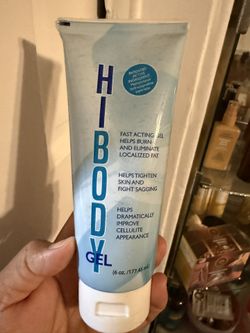 HIBODY
GEL
FAST ACTING GEL
HELPS BURN
AND ELIMINATE
LOCALIZED FAT
HELPS TIGHTEN
SKIN AND
FIGHT SAGGING
HELPS
DRAMATICALLY
IMPROVE
CELLULITE
APPEARANCE